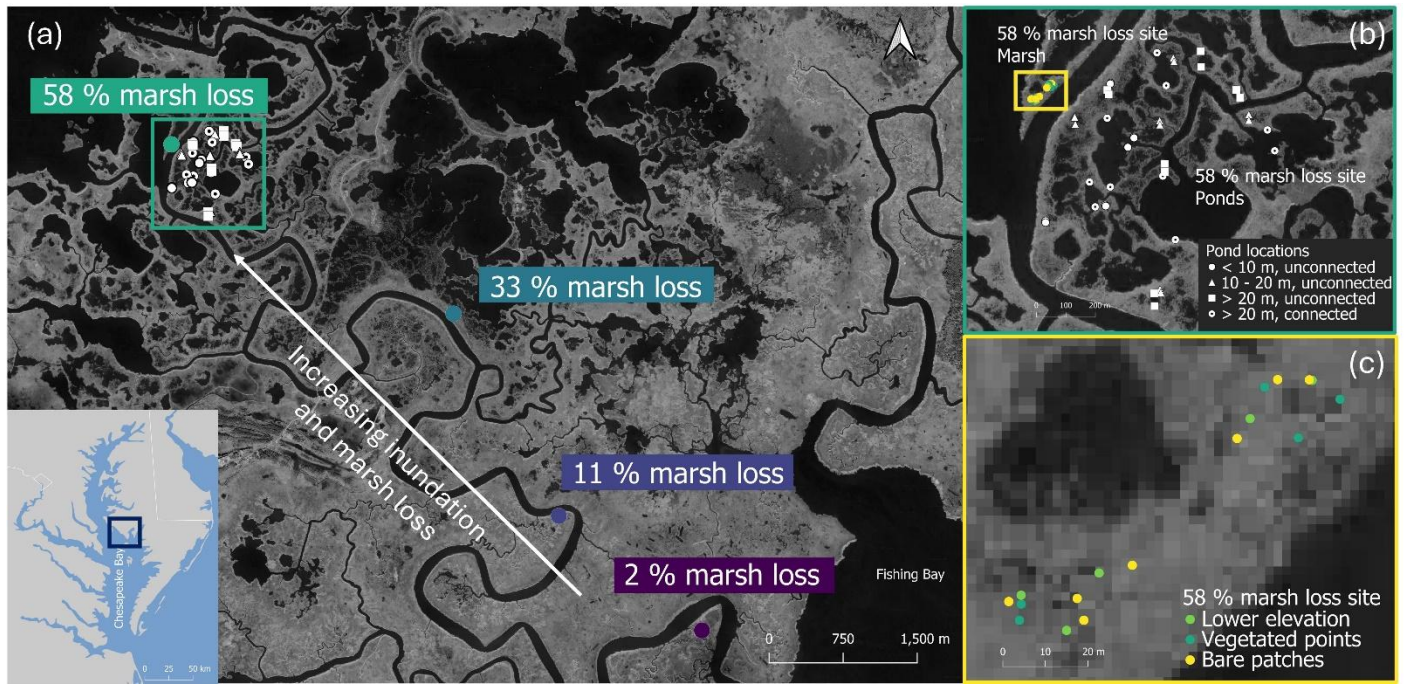 (a)
58 % marsh loss
33 % marsh loss
Increasing inundation
and marsh loss
11 % marsh loss
2 % marsh loss
Fishing Bay
0 750 1,500 m
Chesapeake Bay
0 25 50 km
(b)
58 % marsh loss site
Marsh
58 % marsh loss site
Ponds
Pond locations
< 10 m, unconnected
10 - 20 m, unconnected
> 20 m, unconnected
> 20 m, connected
0 100 200 m
(c)
58 % marsh loss site
Lower elevation
Vegetated points
Bare patches
0 10 20 m